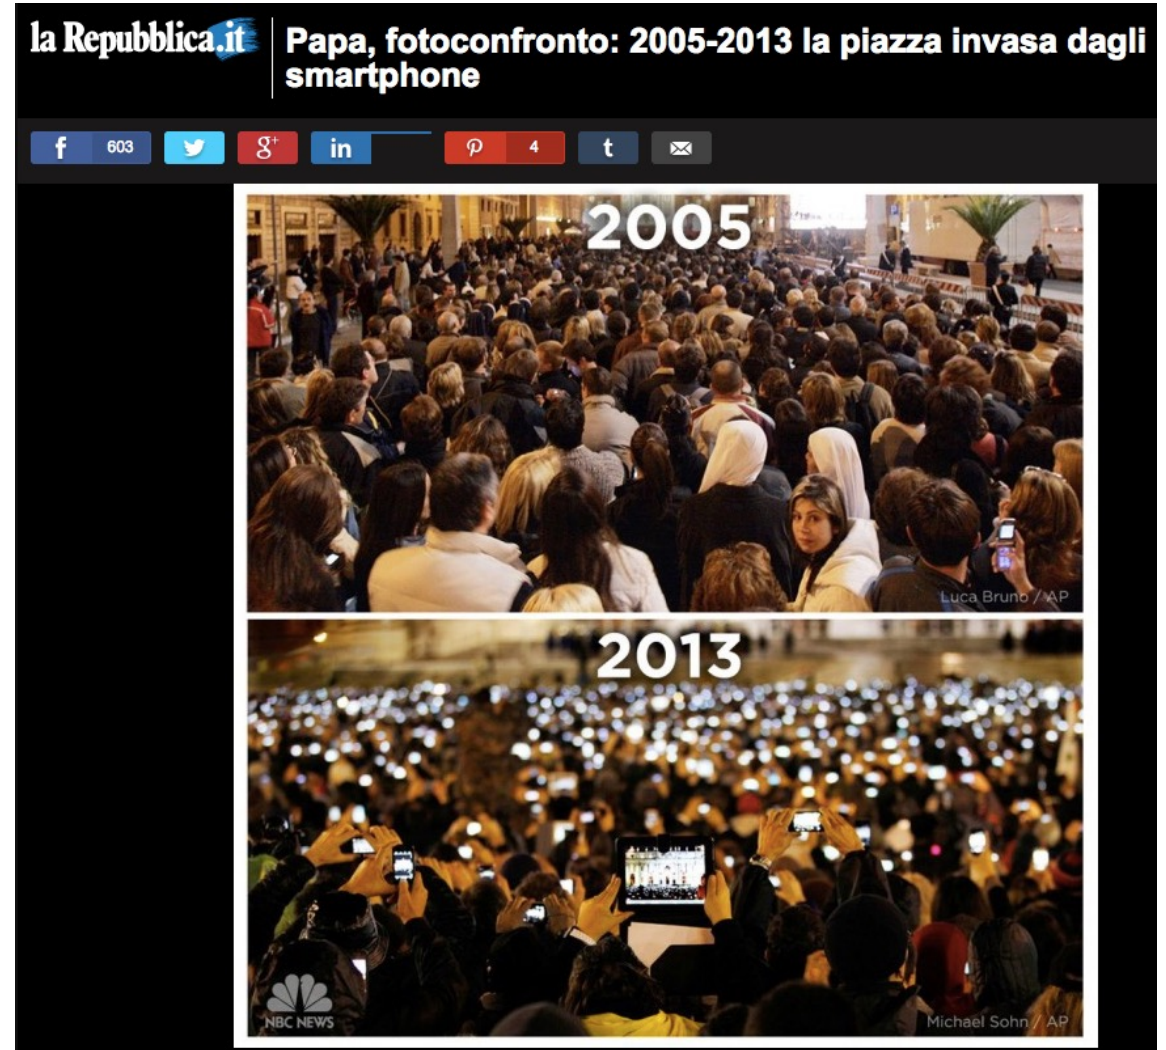 la Repubblica.it
Papa, fotoconfronto: 2005-2013 la piazza invasa dagli
smartphone
f 603 g+ in 4 t
2005
Luca Bruno / AP
2013
NBC NEWS
Michael Sohn / AP